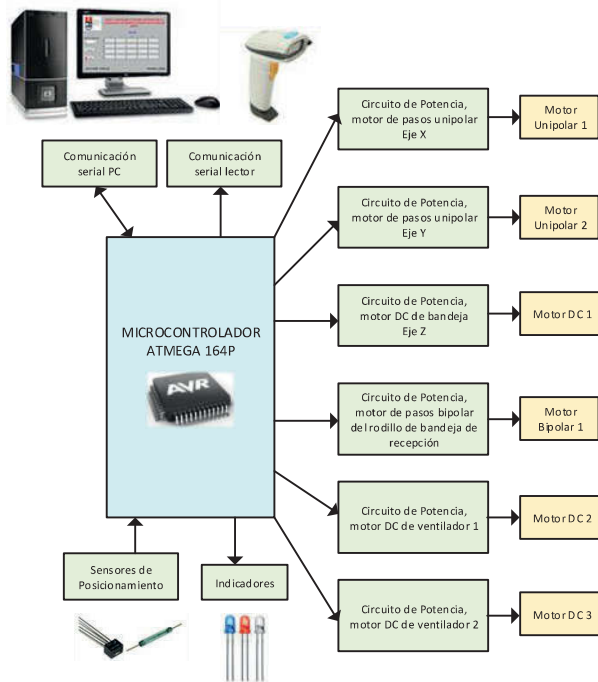 Comunicación
serial PC
Comunicación
serial lector
MICROCONTROLADOR
ATMEGA 164P
AVR
Sensores de
Posicionamiento
Indicadores
Circuito de Potencia,
motor de pasos unipolar
Eje X
Motor
Unipolar 1
Circuito de Potencia,
motor de pasos unipolar
Eje Y
Motor
Unipolar 2
Circuito de Potencia,
motor DC de bandeja
Eje Z
Motor DC 1
Circuito de Potencia,
motor de pasos bipolar
del rodillo de bandeja de
recepción
Motor
Bipolar 1
Circuito de Potencia,
motor DC de ventilador 1
Motor DC 2
Circuito de Potencia,
motor DC de ventilador 2
Motor DC 3